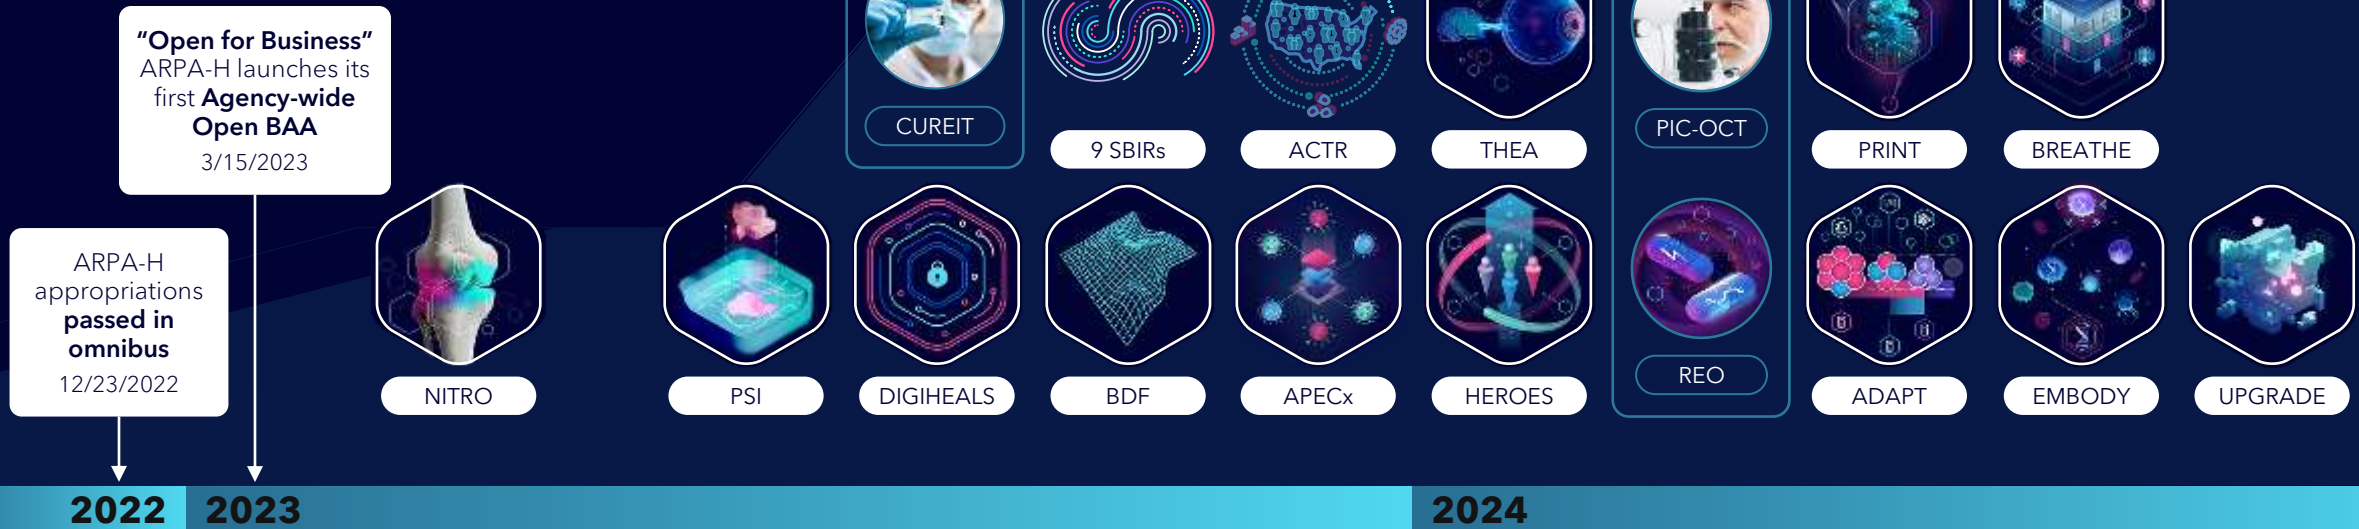 “Open for Business”
ARPA-H launches its
first Agency-wide
Open BAA
3/15/2023
ARPA-H
appropriations
passed in
omnibus
12/23/2022
CUREIT
9 SBIRs
ACTR
THEA
PIC-OCT
PRINT
BREATHE
NITRO
PSI
DIGIHEALS
BDF
APECx
HEROES
REO
ADAPT
EMBODY
UPGRADE
2022
2023
2024